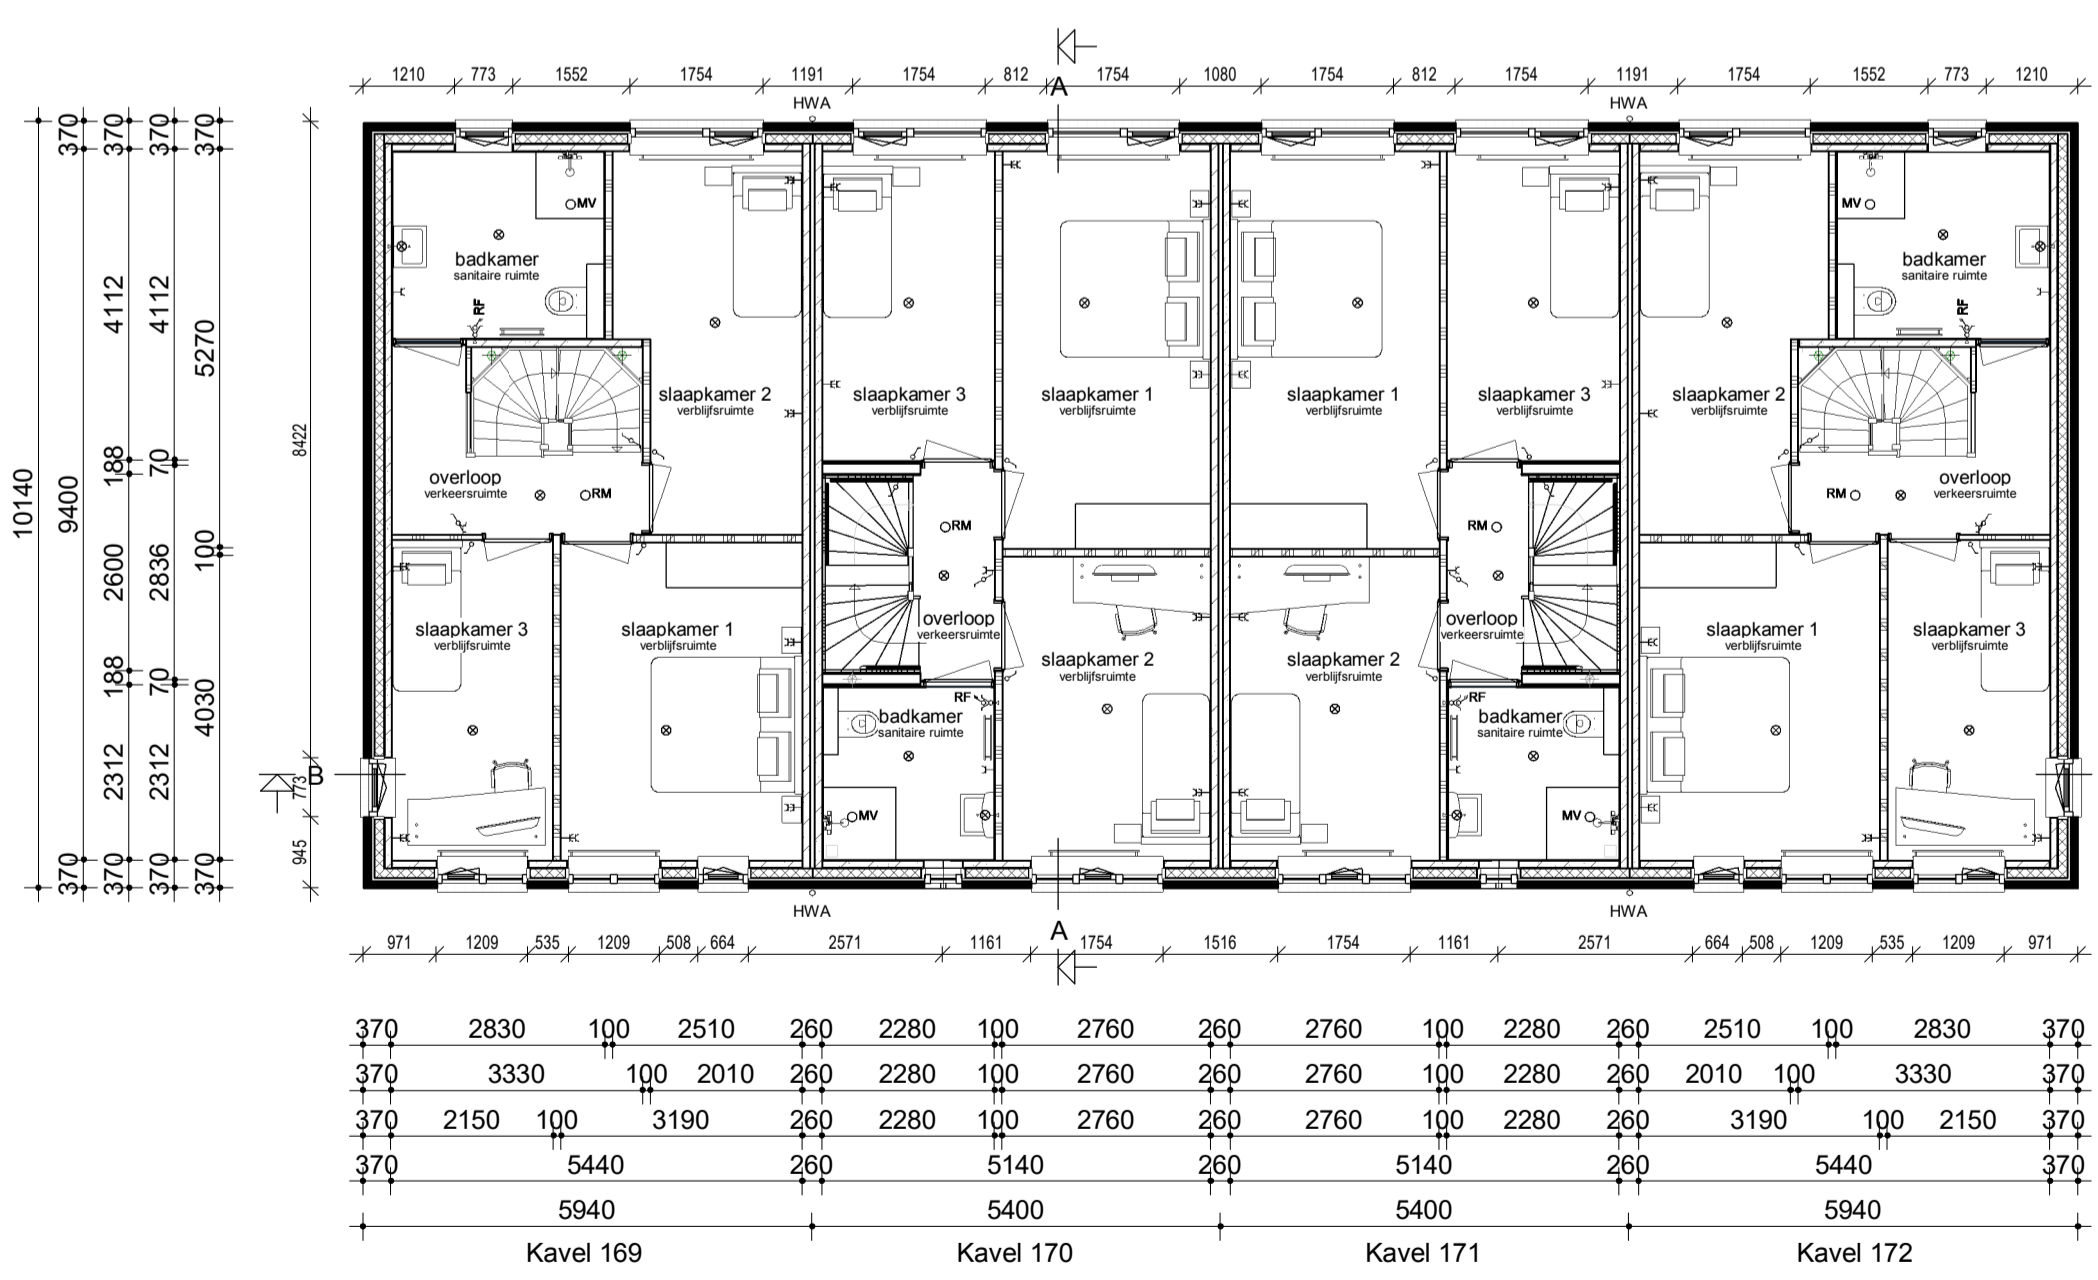 A
1210 773 1552 1754 1191 1754 812 1754 1080 1754 812 1754 1191 1754 1552 773 1210
HWA HWA
370 370 370 370 370
10140
9400
4112 188 2600 188 2312
4112 70 2836 70 2312
5270 100 4030
370 370 370 370
8422
773
945
B
MV
badkamer
sanitaire ruimte
RF
slaapkamer 2
verblijfsruimte
overloop
verkeersruimte
RM
slaapkamer 3
verblijfsruimte
slaapkamer 1
verblijfsruimte
slaapkamer 3
verblijfsruimte
slaapkamer 1
verblijfsruimte
RM
overloop
verkeersruimte
slaapkamer 2
verblijfsruimte
RF
badkamer
sanitaire ruimte
MV
slaapkamer 1
verblijfsruimte
slaapkamer 3
verblijfsruimte
RM
overloop
verkeersruimte
slaapkamer 2
verblijfsruimte
RF
badkamer
sanitaire ruimte
MV
MV
badkamer
sanitaire ruimte
RF
slaapkamer 2
verblijfsruimte
overloop
verkeersruimte
RM
slaapkamer 1
verblijfsruimte
slaapkamer 3
verblijfsruimte
HWA HWA
A
971 1209 535 1209 508 664 2571 1161 1754 1516 1754 1161 2571 664 508 1209 535 1209 971
370 2830 100 2510 260 2280 100 2760 260 2760 100 2280 260 2510 100 2830 370
370 3330 100 2010 260 2280 100 2760 260 2760 100 2280 260 2010 100 3330 370
370 2150 100 3190 260 2280 100 2760 260 2760 100 2280 260 3190 100 2150 370
370 5440 260 5140 260 5140 260 5440 370
5940 5400 5400 5940
Kavel 169 Kavel 170 Kavel 171 Kavel 172